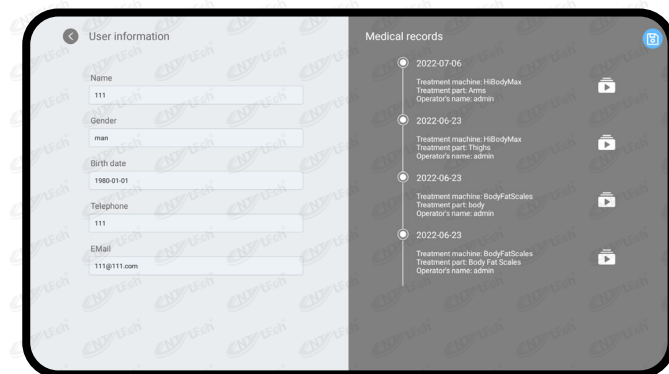 User information
Name
111
Gender
man
Birth date
1980-01-01
Telephone
111
EMail
111@111.com
Medical records
2022-07-06
Treatment machine: HiBodyMax
Treatment part: Arms
Operator's name: admin
2022-06-23
Treatment machine: HiBodyMax
Treatment part: Thighs
Operator's name: admin
2022-06-23
Treatment machine: BodyFatScales
Treatment part: body
Operator's name: admin
2022-06-23
Treatment machine: BodyFatScales
Treatment part: Body Fat Scales
Operator's name: admin